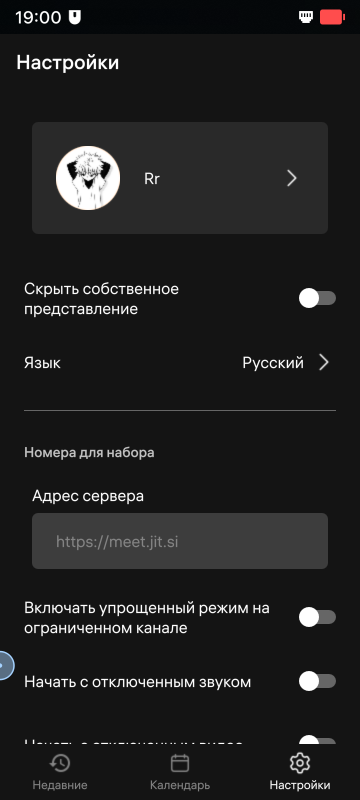 19:00
Настройки
Rr
Скрыть собственное
представление
Язык Русский
Номера для набора
Адрес сервера
https://meet.jit.si
Включать упрощенный режим на
ограниченном канале
Начать с отключенным звуком
Недавние Календарь Настройки